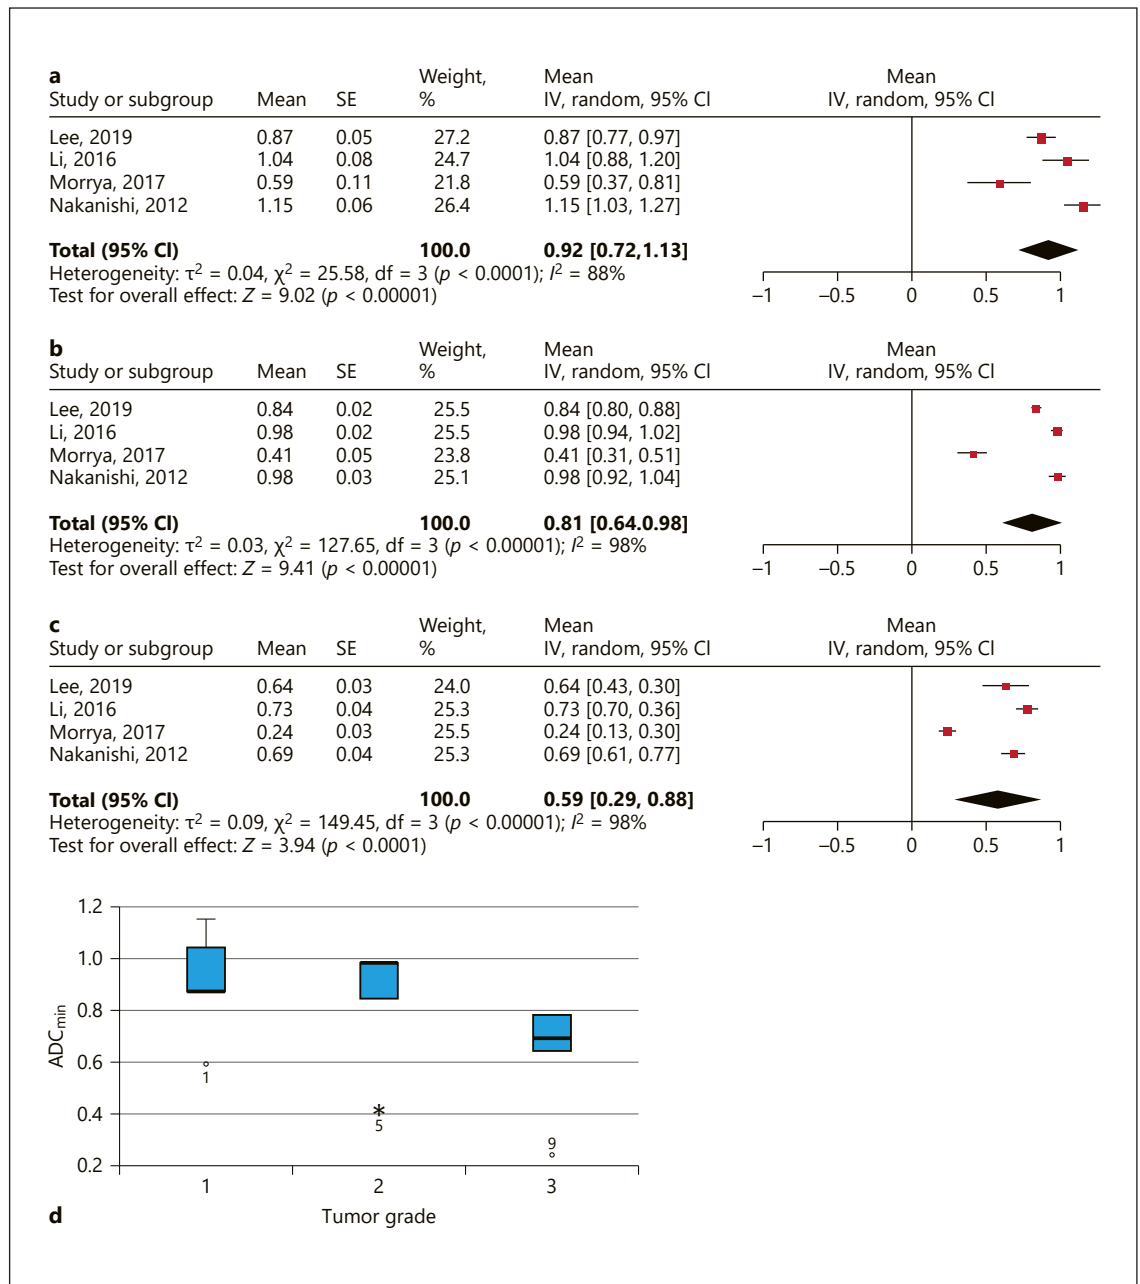 a
Weight, Mean Mean
Study or subgroup Mean SE % IV, random, 95% CI IV, random, 95% CI
Lee, 2019 0.87 0.05 27.2 0.87 [0.77, 0.97]
Li, 2016 1.04 0.08 24.7 1.04 [0.88, 1.20]
Morrya, 2017 0.59 0.11 21.8 0.59 [0.37, 0.81]
Nakanishi, 2012 1.15 0.06 26.4 1.15 [1.03, 1.27]
Total (95% CI) 100.0 0.92 [0.72,1.13]
Heterogeneity: τ² = 0.04, χ² = 25.58, df = 3 (p < 0.0001); I² = 88%
Test for overall effect: Z = 9.02 (p < 0.00001)
–1 –0.5 0 0.5 1
b
Weight, Mean Mean
Study or subgroup Mean SE % IV, random, 95% CI IV, random, 95% CI
Lee, 2019 0.84 0.02 25.5 0.84 [0.80, 0.88]
Li, 2016 0.98 0.02 25.5 0.98 [0.94, 1.02]
Morrya, 2017 0.41 0.05 23.8 0.41 [0.31, 0.51]
Nakanishi, 2012 0.98 0.03 25.1 0.98 [0.92, 1.04]
Total (95% CI) 100.0 0.81 [0.64.0.98]
Heterogeneity: τ² = 0.03, χ² = 127.65, df = 3 (p < 0.00001); I² = 98%
Test for overall effect: Z = 9.41 (p < 0.00001)
–1 –0.5 0 0.5 1
c
Weight, Mean Mean
Study or subgroup Mean SE % IV, random, 95% CI IV, random, 95% CI
Lee, 2019 0.64 0.03 24.0 0.64 [0.43, 0.30]
Li, 2016 0.73 0.04 25.3 0.73 [0.70, 0.36]
Morrya, 2017 0.24 0.03 25.5 0.24 [0.13, 0.30]
Nakanishi, 2012 0.69 0.04 25.3 0.69 [0.61, 0.77]
Total (95% CI) 100.0 0.59 [0.29, 0.88]
Heterogeneity: τ² = 0.09, χ² = 149.45, df = 3 (p < 0.00001); I² = 98%
Test for overall effect: Z = 3.94 (p < 0.0001)
–1 –0.5 0 0.5 1
1.2
1.0
0.8
0.6
0.4
0.2
ADCmin
1
5
9
1 2 3
Tumor grade
d